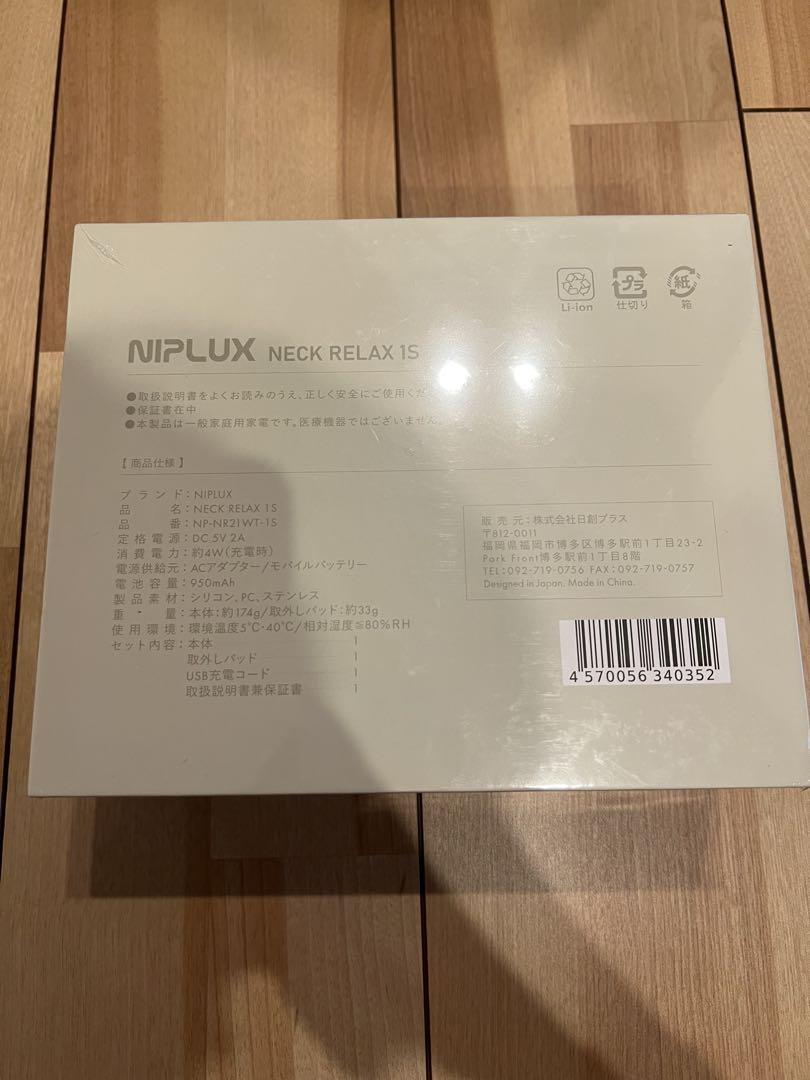 Li-ion
プラ
仕切り
紙
箱
NIPLUX NECK RELAX 1S
●取扱説明書をよくお読みのうえ、正しく安全にご使用くだ
●保証書在中
●本製品は一般家庭用家電です。医療機器ではございません。
【商品仕様】
ブランド:NIPLUX
品名:NECK RELAX 1S
品番:NP-NR21WT-1S
定格電源:DC 5V 2A
消費電力:約4W(充電時)
電源供給元:ACアダプター/モバイルバッテリー
電池容量:950mAh
製品素材:シリコン、PC、ステンレス
重量:本体:約174g/取外しパッド:約33g
使用環境:環境温度5℃-40℃/相対湿度≦80%RH
セット内容:本体 1
取外しパッド 1
USB充電コード 1
取扱説明書兼保証書 1
販売元:株式会社日創プラス
〒812-0011
福岡県福岡市博多区博多駅前1丁目23-2
Park Front博多駅前1丁目8階
TEL:092-719-0756 FAX:092-719-0757
Designed in Japan. Made in China.
4 570056 340352